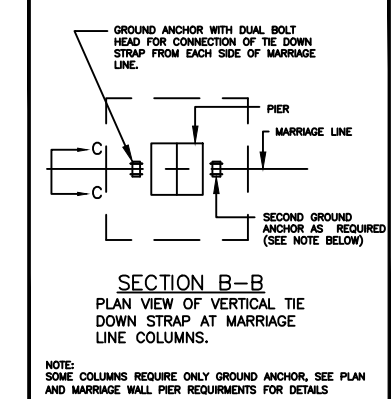 GROUND ANCHOR WITH DUAL BOLT
HEAD FOR CONNECTION OF TIE DOWN
STRAP FROM EACH SIDE OF MARRIAGE
LINE.
PIER
MARRIAGE LINE
C
C
SECOND GROUND
ANCHOR AS REQUIRED
(SEE NOTE BELOW)
SECTION B-B
PLAN VIEW OF VERTICAL TIE
DOWN STRAP AT MARRIAGE
LINE COLUMNS.
NOTE:
SOME COLUMNS REQUIRE ONLY GROUND ANCHOR, SEE PLAN
AND MARRIAGE WALL PIER REQUIRMENTS FOR DETAILS